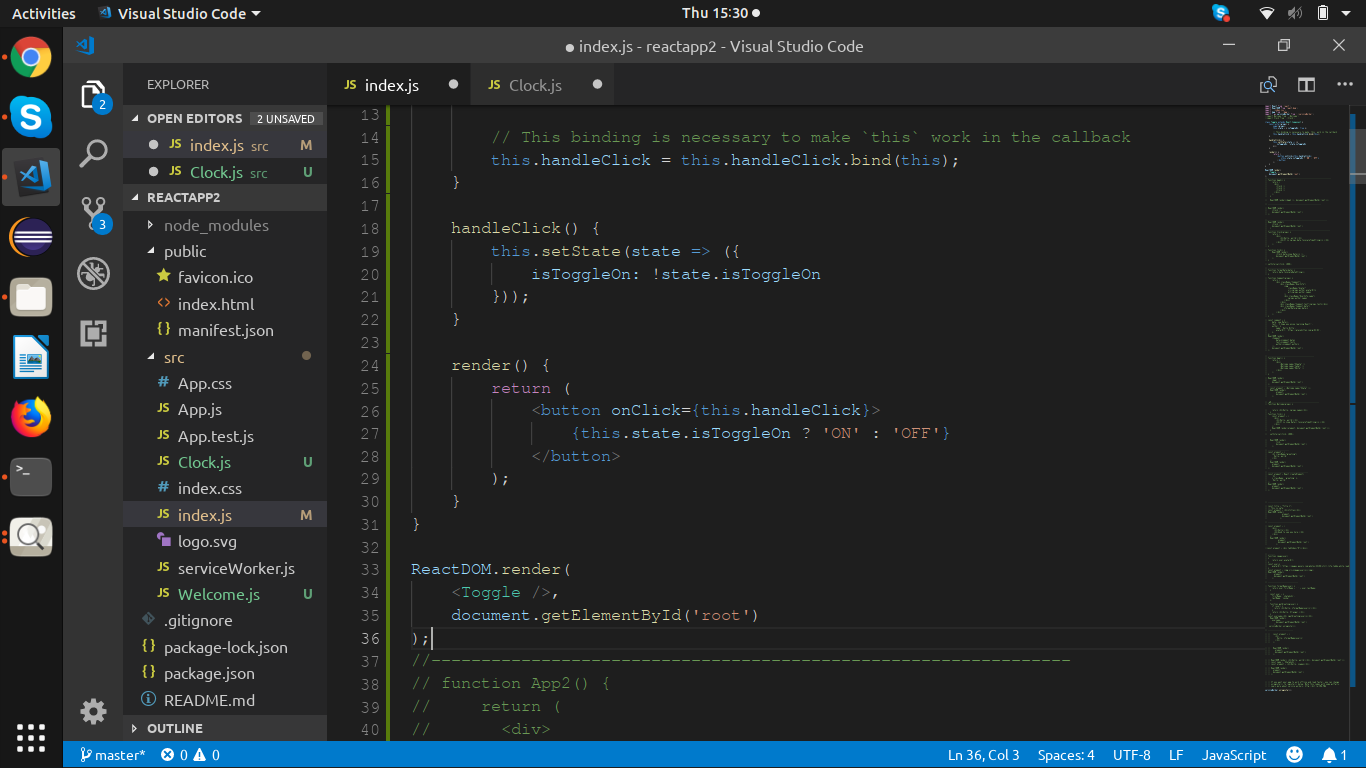 Activities
Visual Studio Code
Thu 15:30
● index.js - reactapp2 - Visual Studio Code
EXPLORER
OPEN EDITORS 2 UNSAVED
JS index.js src M
JS Clock.js src U
REACTAPP2
node_modules
public
favicon.ico
<> index.html
{} manifest.json
src
# App.css
JS App.js
JS App.test.js
JS Clock.js U
# index.css
JS index.js M
logo.svg
JS serviceWorker.js
JS Welcome.js U
.gitignore
{} package-lock.json
{} package.json
README.md
OUTLINE
2
3
JS index.js
JS Clock.js
13
14 // This binding is necessary to make `this` work in the callback
15 this.handleClick = this.handleClick.bind(this);
16 }
17
18 handleClick() {
19 this.setState(state => ({
20 isToggleOn: !state.isToggleOn
21 }));
22 }
23
24 render() {
25 return (
26 <button onClick={this.handleClick}>
27 {this.state.isToggleOn ? 'ON' : 'OFF'}
28 </button>
29 );
30 }
31 }
32
33 ReactDOM.render(
34 <Toggle />,
35 document.getElementById('root')
36 );
37 //----------------------------------------------------------------
38 // function App2() {
39 // return (
40 // <div>
master* 0 0
Ln 36, Col 3
Spaces: 4
UTF-8
LF
JavaScript
1